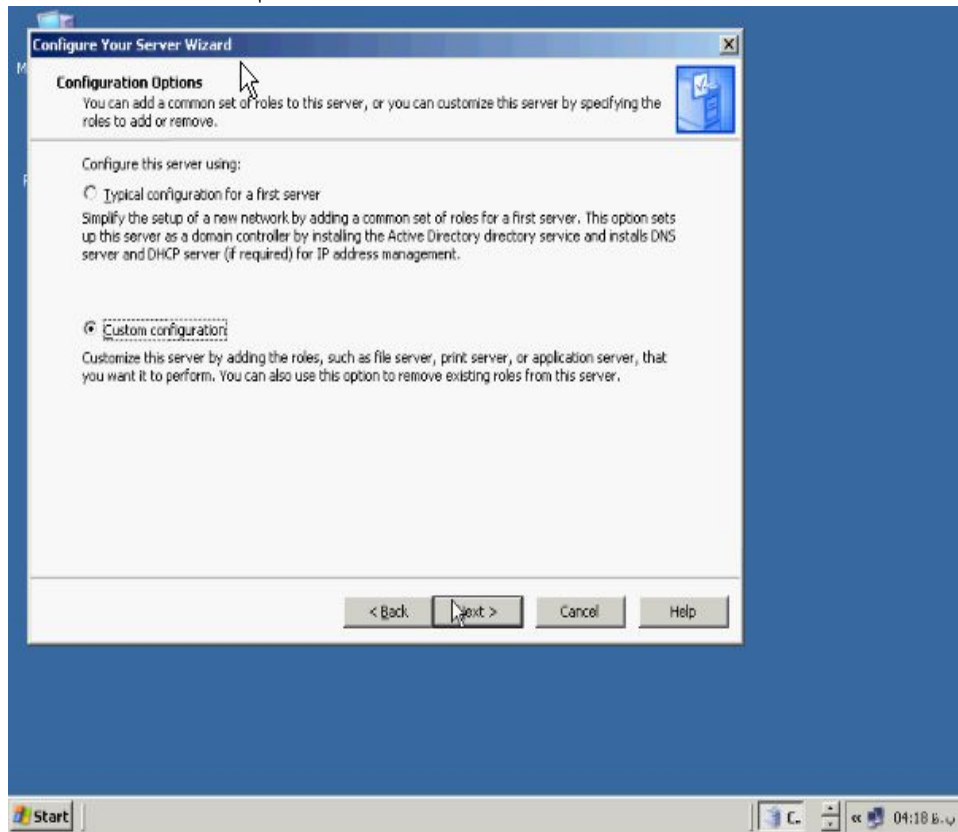 Configure Your Server Wizard
M
Configuration Options
You can add a common set of roles to this server, or you can customize this server by specifying the
roles to add or remove.
Configure this server using:
Typical configuration for a first server
Simplify the setup of a new network by adding a common set of roles for a first server. This option sets
up this server as a domain controller by installing the Active Directory directory service and installs DNS
server and DHCP server (if required) for IP address management.
Custom configuration
Customize this server by adding the roles, such as file server, print server, or application server, that
you want it to perform. You can also use this option to remove existing roles from this server.
< Back Next > Cancel Help
Start C... « 04:18 ب.ظ